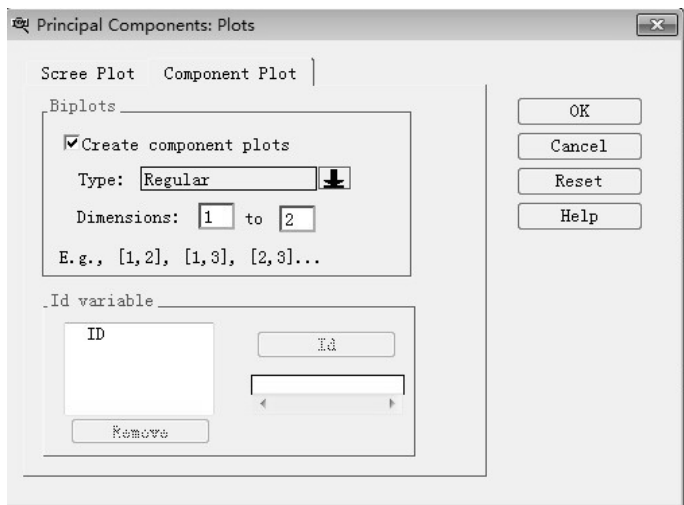 Principal Components: Plots
Scree Plot Component Plot
Biplots
Create component plots
Type: Regular
Dimensions: 1 to 2
E.g., [1,2], [1,3], [2,3]...
Id variable
ID
Id
Remove
OK
Cancel
Reset
Help